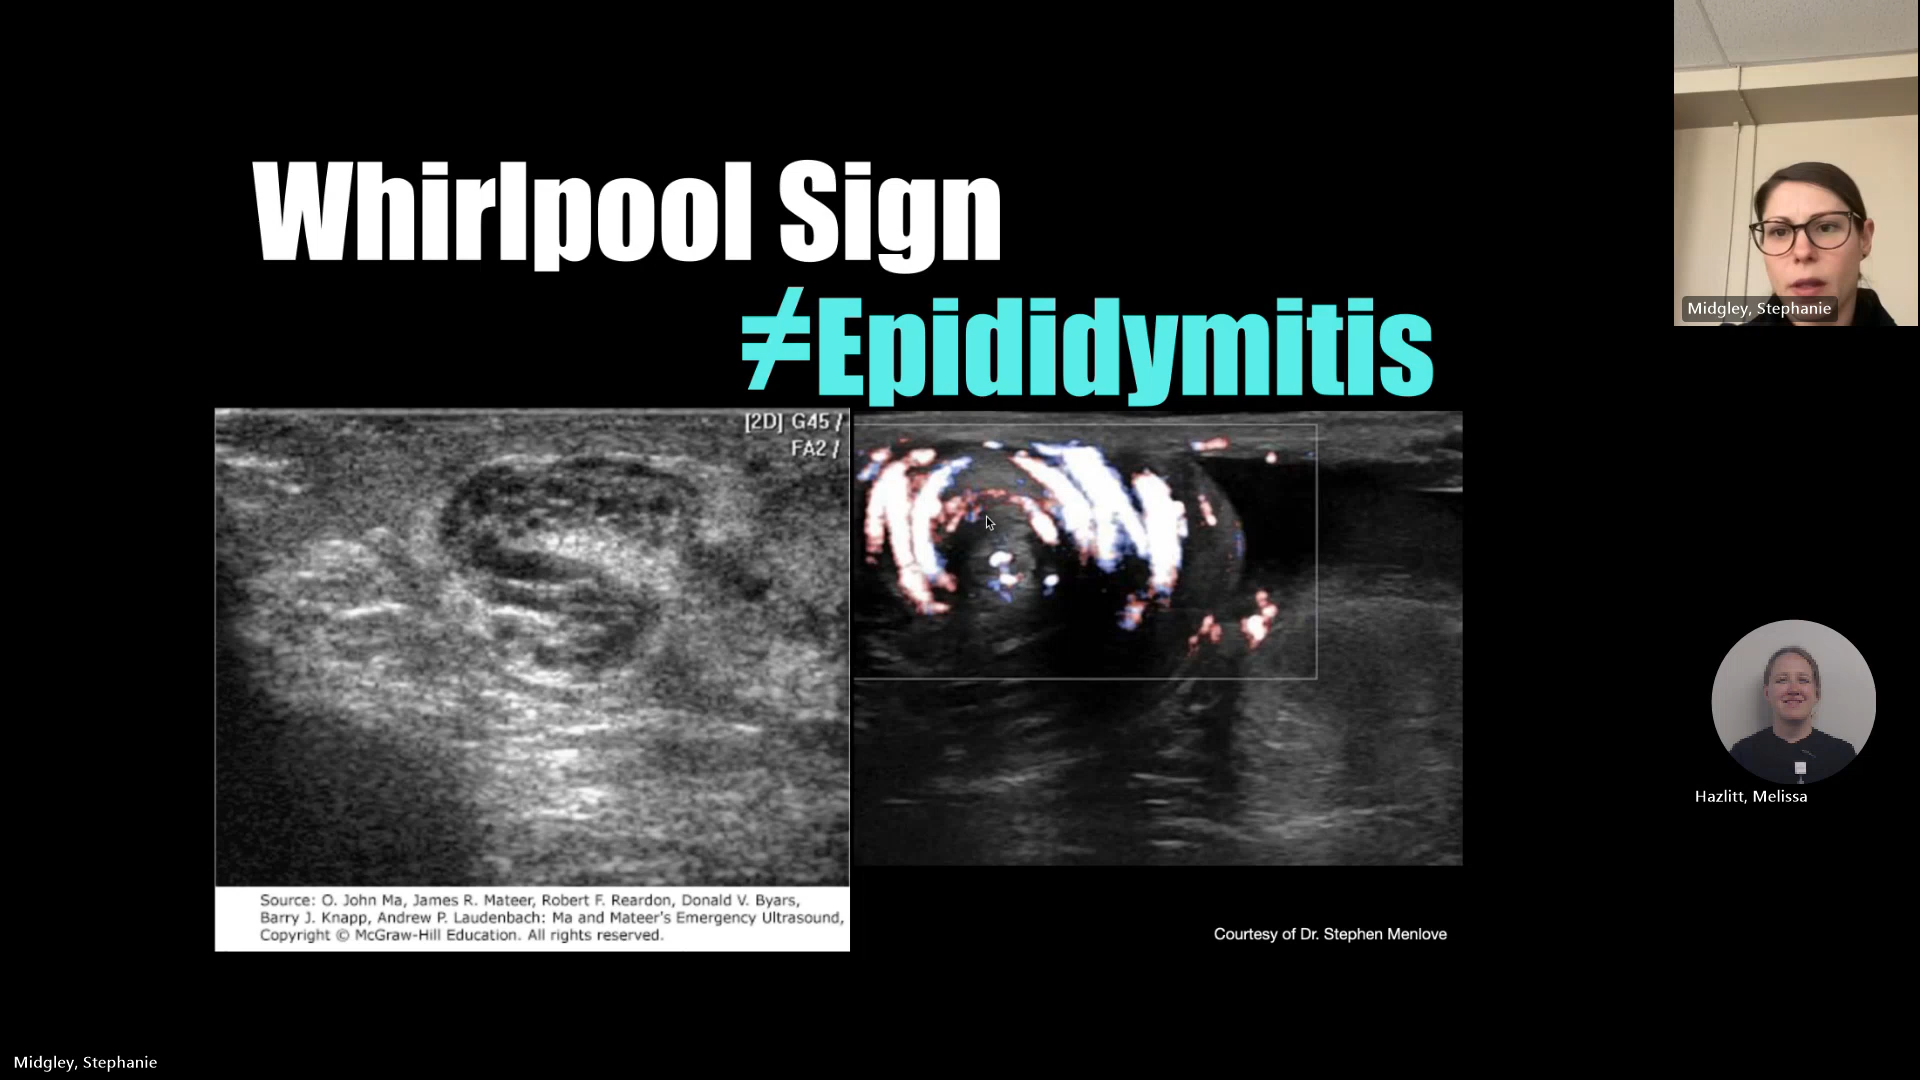 Whirlpool Sign
≠Epididymitis
[2D] G45 /
FA2 /
Source: O. John Ma, James R. Mateer, Robert F. Reardon, Donald V. Byars,
Barry J. Knapp, Andrew P. Laudenbach: Ma and Mateer's Emergency Ultrasound,
Copyright © McGraw-Hill Education. All rights reserved.
Courtesy of Dr. Stephen Menlove
Midgley, Stephanie
Hazlitt, Melissa
Midgley, Stephanie